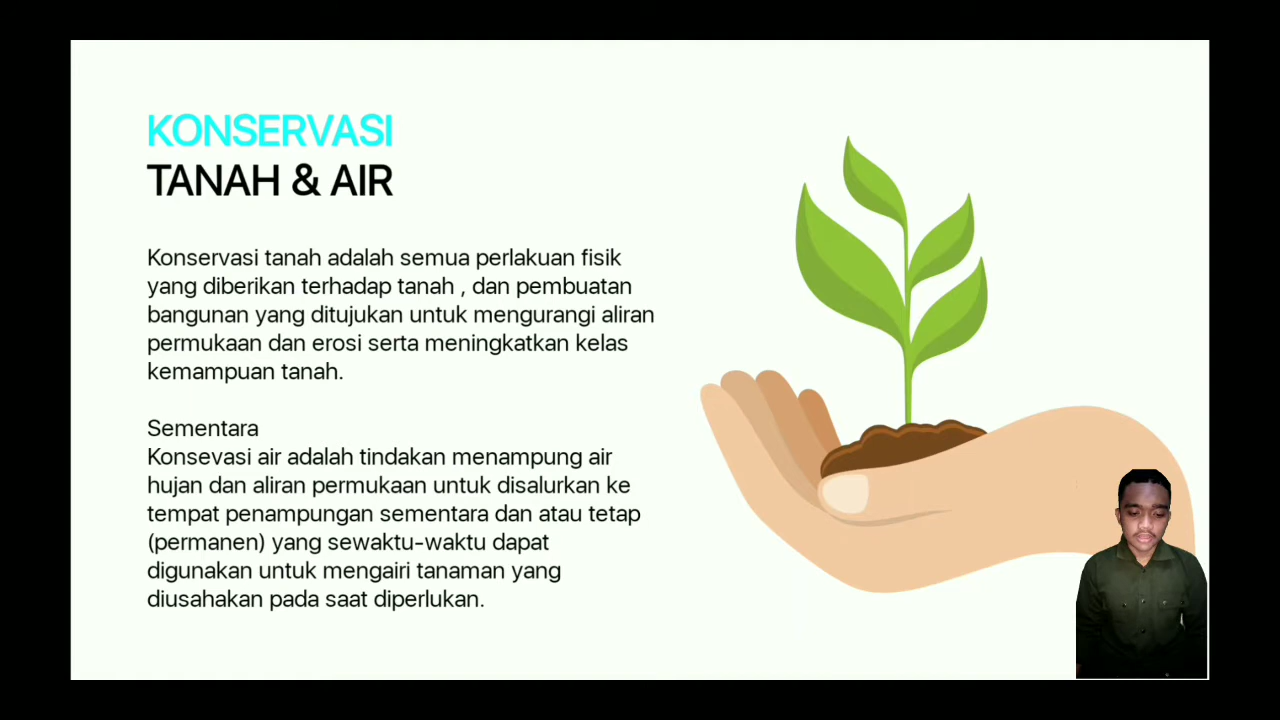 KONSERVASI
TANAH & AIR
Konservasi tanah adalah semua perlakuan fisik
yang diberikan terhadap tanah , dan pembuatan
bangunan yang ditujukan untuk mengurangi aliran
permukaan dan erosi serta meningkatkan kelas
kemampuan tanah.
Sementara
Konsevasi air adalah tindakan menampung air
hujan dan aliran permukaan untuk disalurkan ke
tempat penampungan sementara dan atau tetap
(permanen) yang sewaktu-waktu dapat
digunakan untuk mengairi tanaman yang
diusahakan pada saat diperlukan.